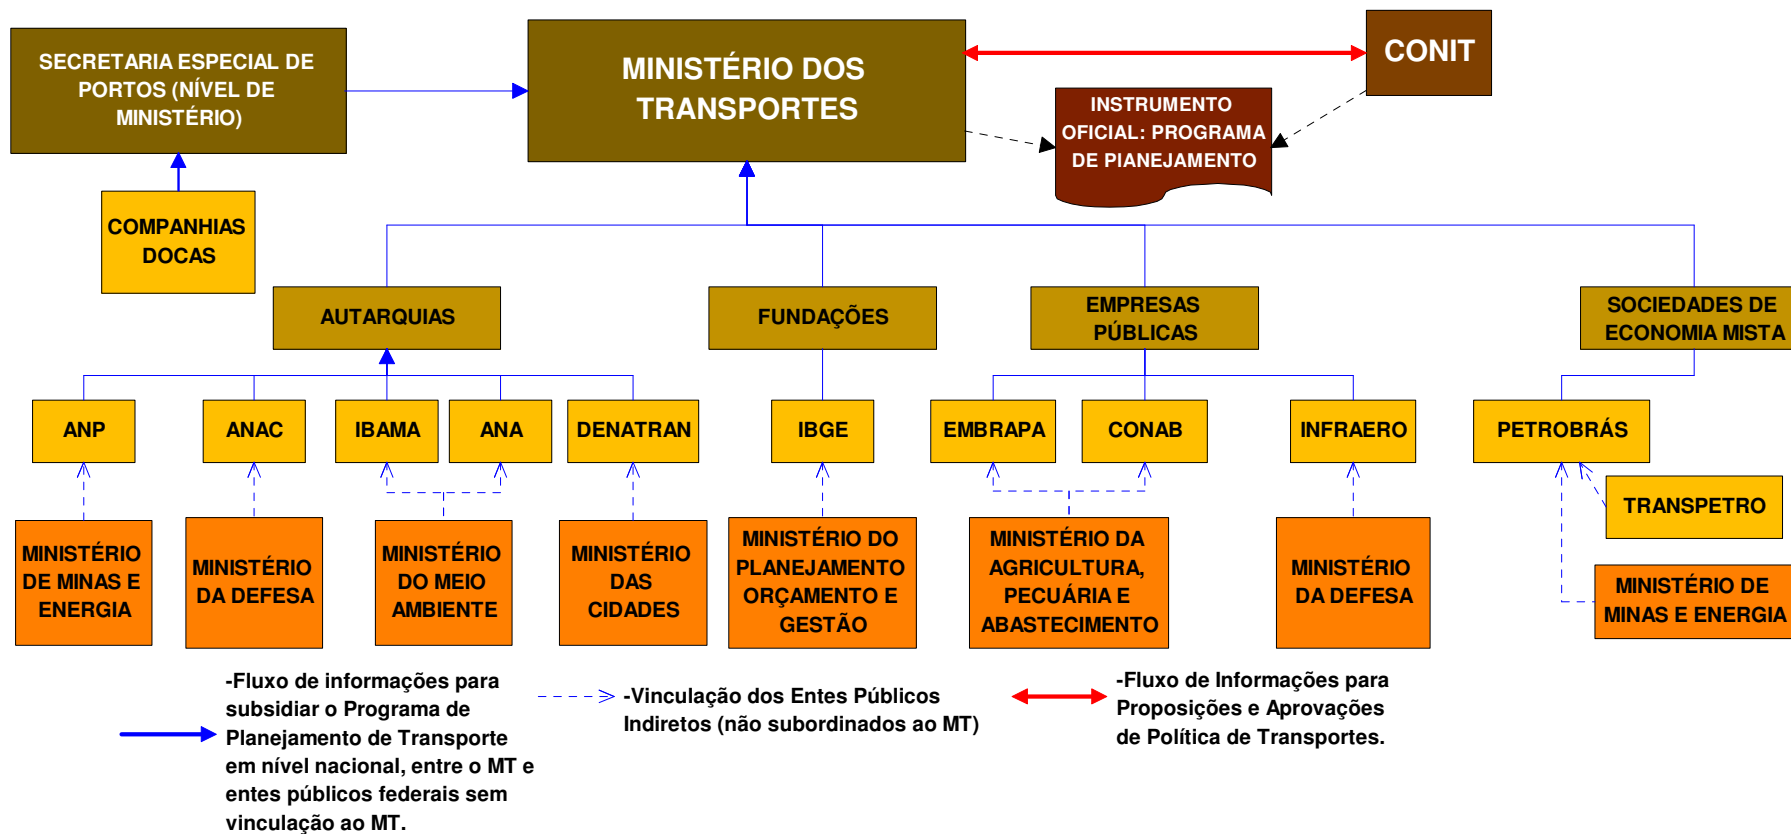 SECRETARIA ESPECIAL DE
PORTOS (NÍVEL DE
MINISTÉRIO)
MINISTÉRIO DOS
TRANSPORTES
CONIT
INSTRUMENTO
OFICIAL: PROGRAMA
DE PIANEJAMENTO
COMPANHIAS
DOCAS
AUTARQUIAS
FUNDAÇÕES
EMPRESAS
PÚBLICAS
SOCIEDADES DE
ECONOMIA MISTA
ANP
ANAC
IBAMA
ANA
DENATRAN
IBGE
EMBRAPA
CONAB
INFRAERO
PETROBRÁS
TRANSPETRO
MINISTÉRIO
DE MINAS E
ENERGIA
MINISTÉRIO
DA DEFESA
MINISTÉRIO
DO MEIO
AMBIENTE
MINISTÉRIO
DAS
CIDADES
MINISTÉRIO DO
PLANEJAMENTO
ORÇAMENTO E
GESTÃO
MINISTÉRIO DA
AGRICULTURA,
PECUÁRIA E
ABASTECIMENTO
MINISTÉRIO
DA DEFESA
MINISTÉRIO DE
MINAS E ENERGIA
-Fluxo de informações para
subsidiar o Programa de
Planejamento de Transporte
em nível nacional, entre o MT e
entes públicos federais sem
vinculação ao MT.
-Vinculação dos Entes Públicos
Indiretos (não subordinados ao MT)
-Fluxo de Informações para
Proposições e Aprovações
de Política de Transportes.